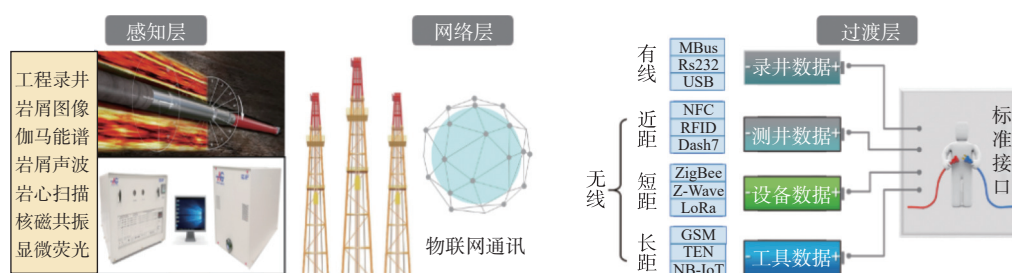 感知层
工程录井
岩屑图像
伽马能谱
岩屑声波
岩心扫描
核磁共振
显微荧光
网络层
物联网通讯
过渡层
有线
MBus
Rs232
USB
无线
近距
NFC
RFID
Dash7
短距
ZigBee
Z-Wave
LoRa
长距
GSM
TEN
NB-IoT
-录井数据+
-测井数据+
-设备数据+
-工具数据+
标准接口